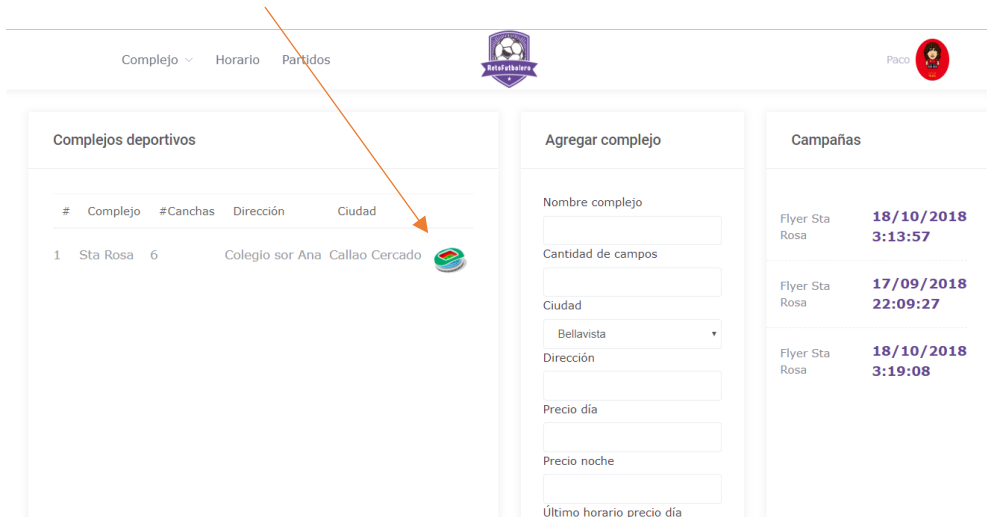 Complejo Horario Partidos
RetoFutbolero
Paco
Complejos deportivos
# Complejo #Canchas Dirección Ciudad
1 Sta Rosa 6 Colegio sor Ana Callao Cercado
Agregar complejo
Nombre complejo
Cantidad de campos
Ciudad
Bellavista
Dirección
Precio día
Precio noche
Último horario precio día
Campañas
Flyer Sta
Rosa
18/10/2018
3:13:57
Flyer Sta
Rosa
17/09/2018
22:09:27
Flyer Sta
Rosa
18/10/2018
3:19:08